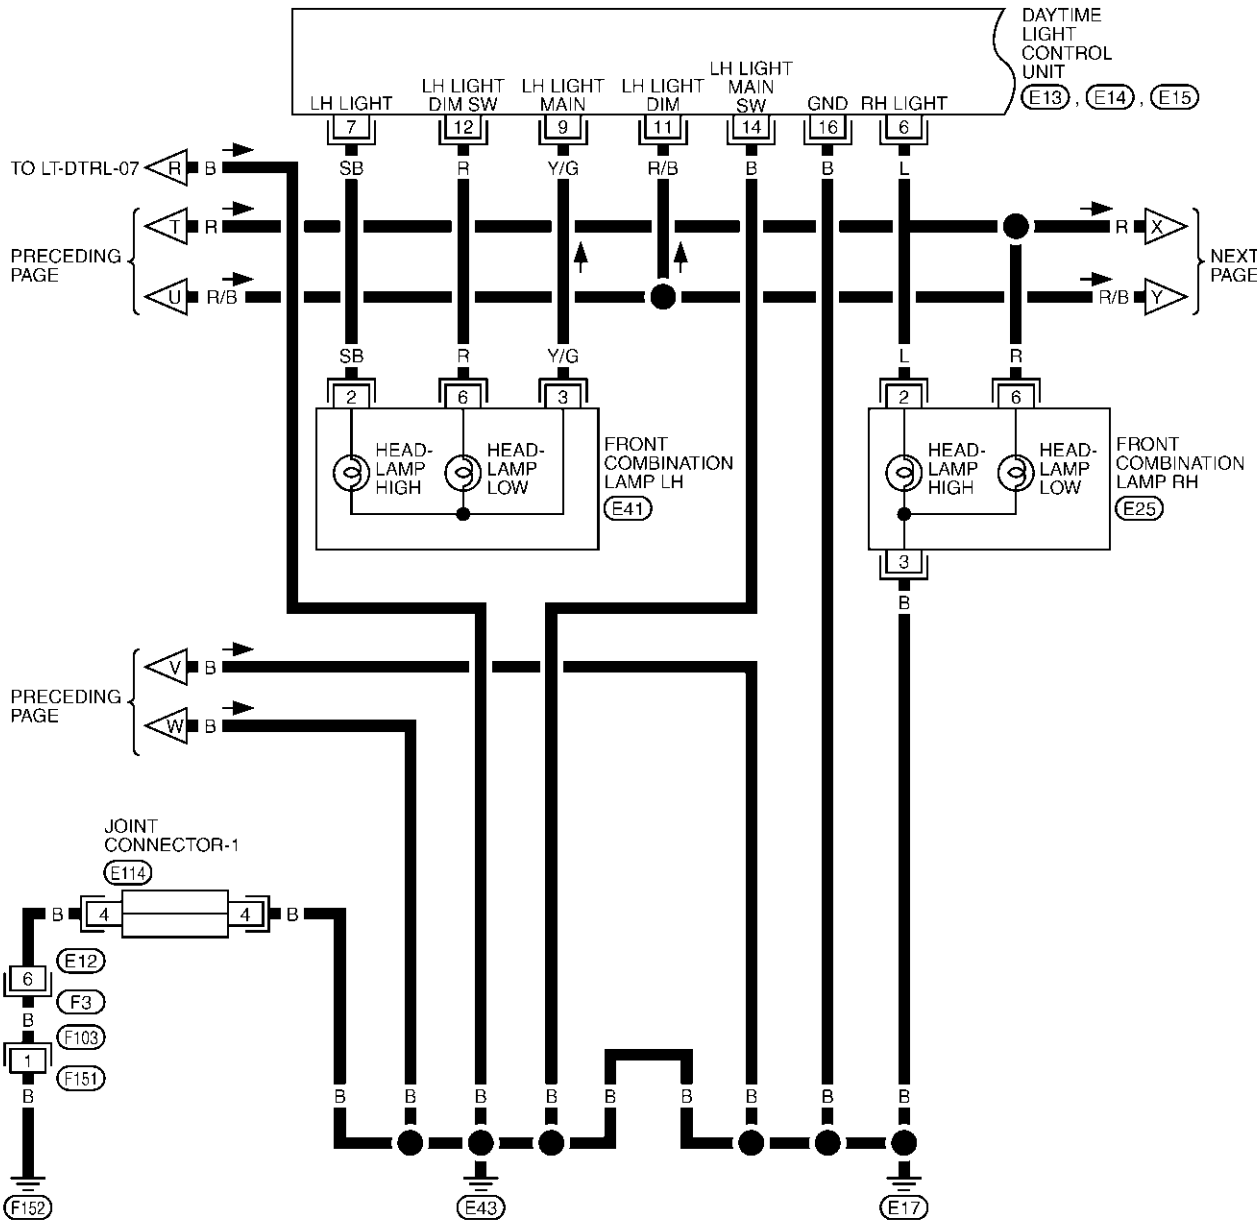 DAYTIME
LIGHT
CONTROL
UNIT
E13 , E14 , E15
LH LIGHT
LH LIGHT
DIM SW
LH LIGHT
MAIN
LH LIGHT
DIM
LH LIGHT
MAIN
SW
GND
RH LIGHT
7 12 9 11 14 16 6
TO LT-DTRL-07 R B
SB R Y/G R/B B B L
T R R X
PRECEDING
PAGE
NEXT
PAGE
U R/B R/B Y
SB R Y/G L R
2 6 3 2 6
HEAD-
LAMP
HIGH
HEAD-
LAMP
LOW
FRONT
COMBINATION
LAMP LH
E41
HEAD-
LAMP
HIGH
HEAD-
LAMP
LOW
FRONT
COMBINATION
LAMP RH
E25
3
B
V B
PRECEDING
PAGE
W B
JOINT
CONNECTOR-1
E114
B 4 4 B
E12
6
F3
B
F103
1
F151
B B B B B B B B B B
F152 E43 E17